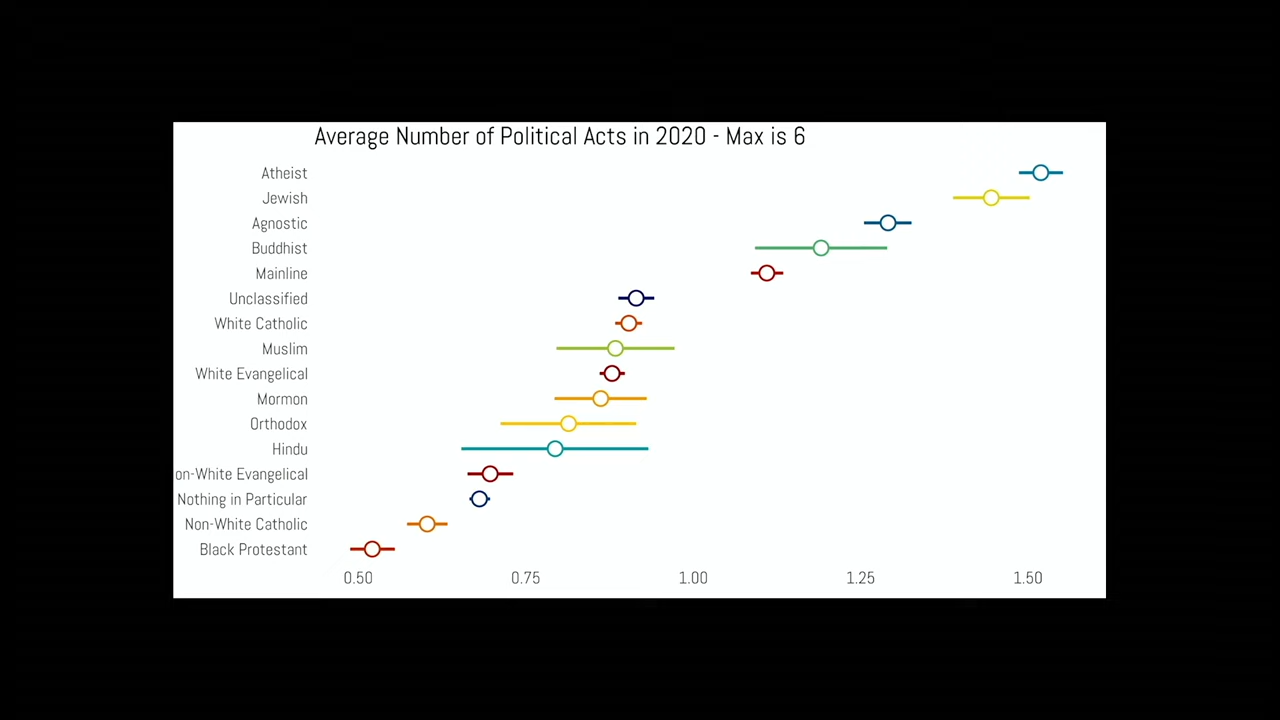 Average Number of Political Acts in 2020 - Max is 6
Atheist
Jewish
Agnostic
Buddhist
Mainline
Unclassified
White Catholic
Muslim
White Evangelical
Mormon
Orthodox
Hindu
on-White Evangelical
Nothing in Particular
Non-White Catholic
Black Protestant
0.50 0.75 1.00 1.25 1.50